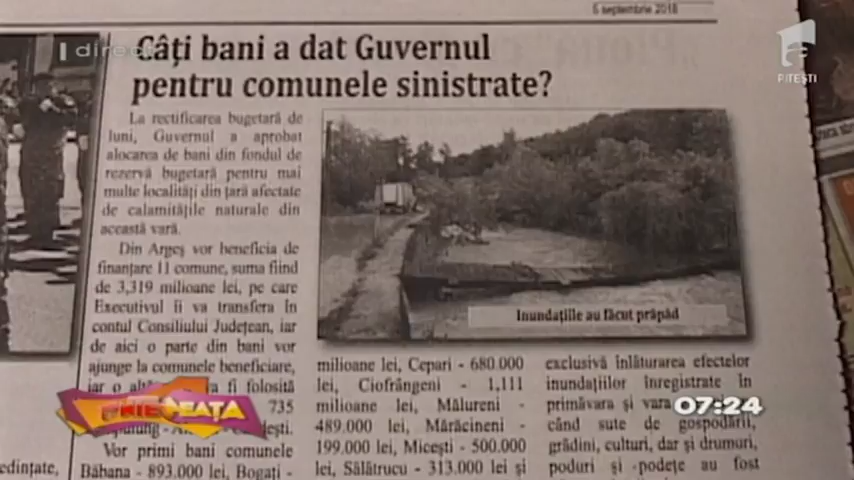 6 septembrie 2018
direct
Câți bani a dat Guvernul
pentru comunele sinistrate?
PITEȘTI
La rectificarea bugetară de
luni, Guvernul a aprobat
alocarea de bani din fondul de
rezervă bugetară pentru mai
multe localități din țară afectate
de calamitățile naturale din
această vară.
Din Argeș vor beneficia de
finanțare 11 comune, suma fiind
de 3,319 milioane lei, pe care
Executivul îi va transfera în
contul Consiliului Județean, iar
de aici o parte din bani vor
ajunge la comunele beneficiare,
iar o fi folosită
735
Vor primi bani comunele
Băbana - 893.000 lei, Bogați -
Inundațiile au făcut prăpăd
milioane lei, Cepari - 680.000
lei, Ciofrângeni - 1,111
milioane lei, Mălureni -
489.000 lei, Mărăcineni -
199.000 lei, Micești - 500.000
lei, Sălătrucu - 313.000 lei și
exclusivă înlăturarea efectelor
inundațiilor înregistrate în
primăvara și vara
când sute de gospodării,
grădini, culturi, dar și drumuri,
poduri și podețe au fost
07:24